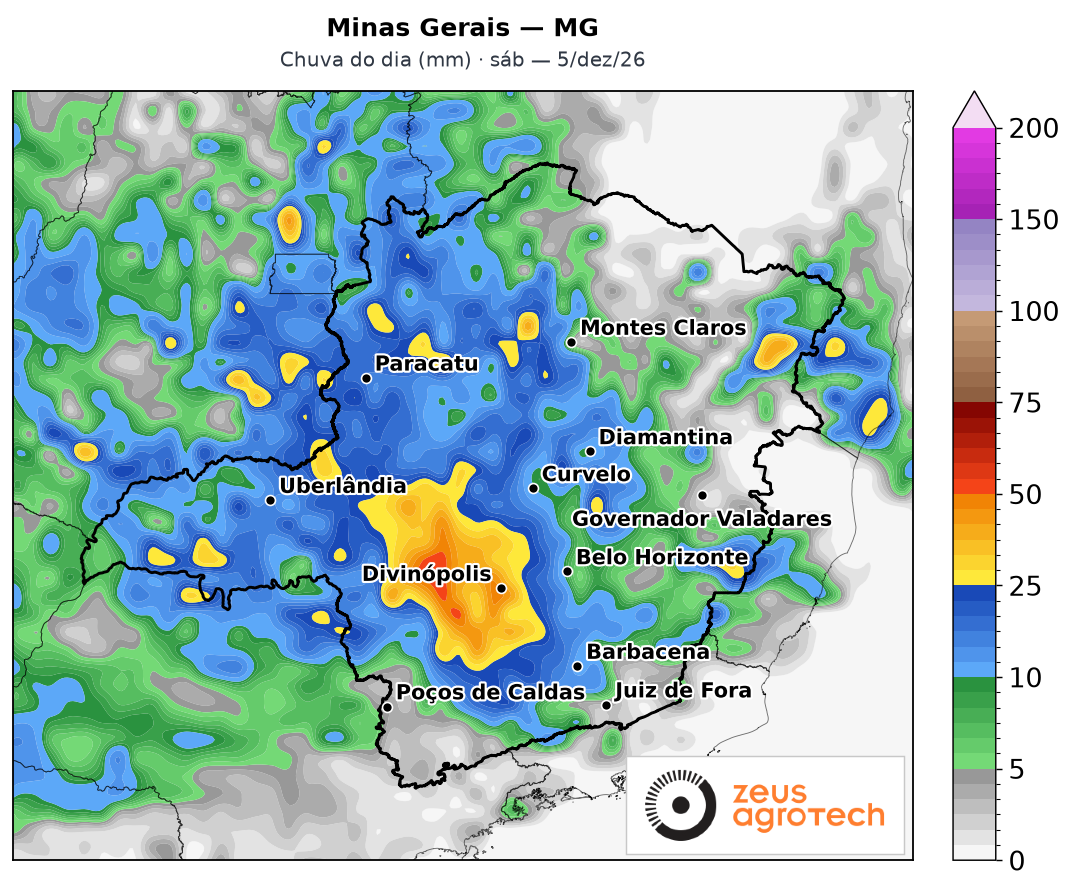 Minas Gerais — MG
Chuva do dia (mm) · sáb — 5/dez/26
200
150
100
75
50
25
10
5
0
Montes Claros
Paracatu
Diamantina
Curvelo
Uberlândia
Governador Valadares
Belo Horizonte
Divinópolis
Barbacena
Poços de Caldas
Juiz de Fora
zeus
agrotech